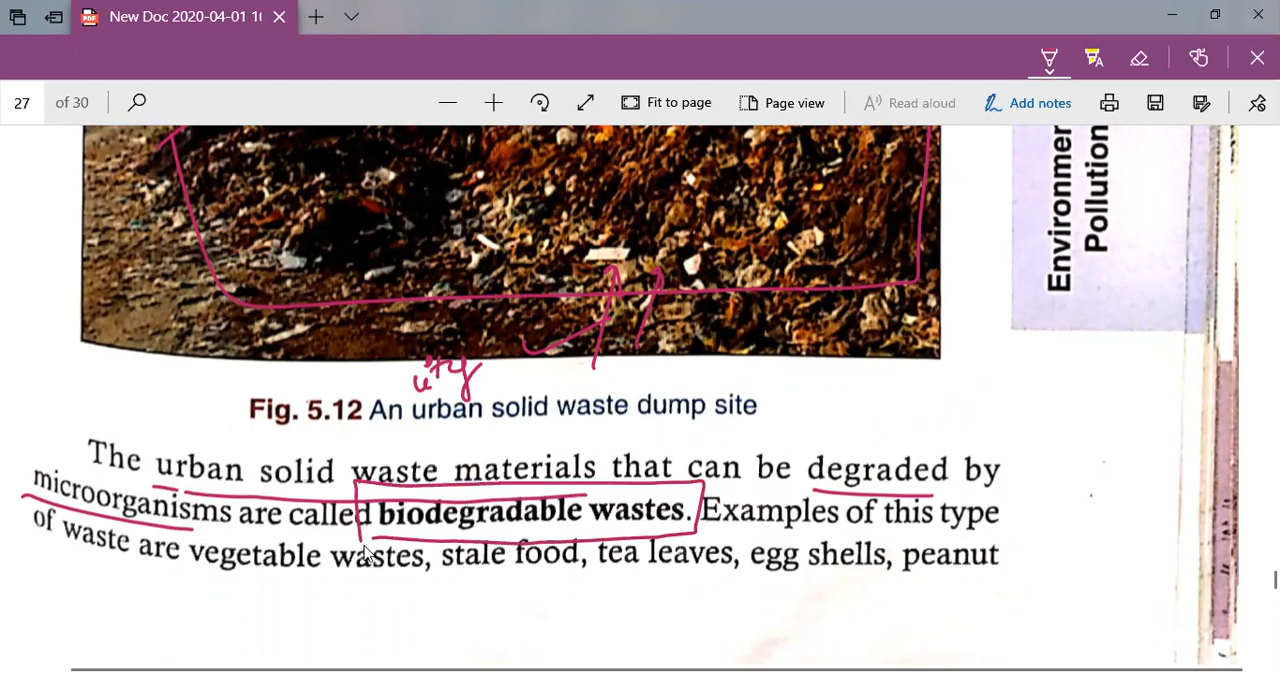 New Doc 2020-04-01 1
27 of 30
Fit to page
Page view
Read aloud
Add notes
Environmen
Pollution
city
Fig. 5.12 An urban solid waste dump site
The urban solid waste materials that can be degraded by
microorganisms are called biodegradable wastes. Examples of this type
of waste are vegetable wastes, stale food, tea leaves, egg shells, peanut